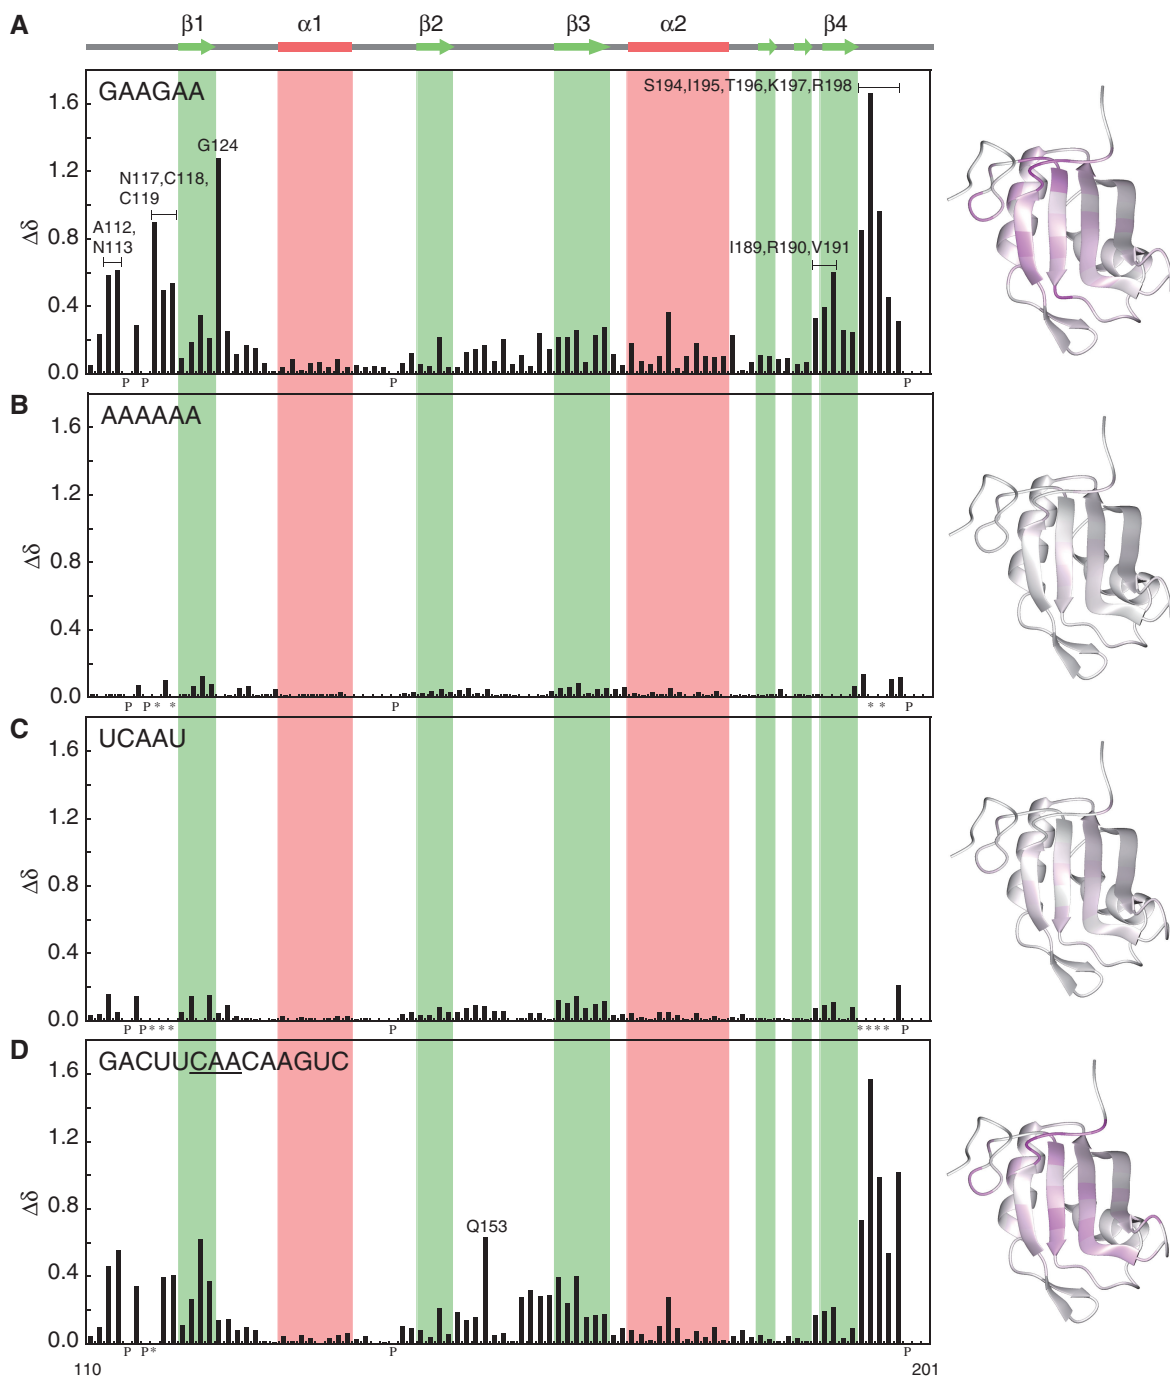 A
β1 α1 β2 β3 α2 β4
GAAGAA
S194,I195,T196,K197,R198
G124
N117,C118,
C119
A112,
N113
I189,R190,V191
Δδ
1.6
1.2
0.8
0.4
0.0
P P P P
B
AAAAAA
Δδ
1.6
1.2
0.8
0.4
0.0
P P * * P * * P
C
UCAAU
Δδ
1.6
1.2
0.8
0.4
0.0
P P * * * P * * * * P
D
GACUUCAACAAGUC
Q153
Δδ
1.6
1.2
0.8
0.4
0.0
P P * P P
110 201